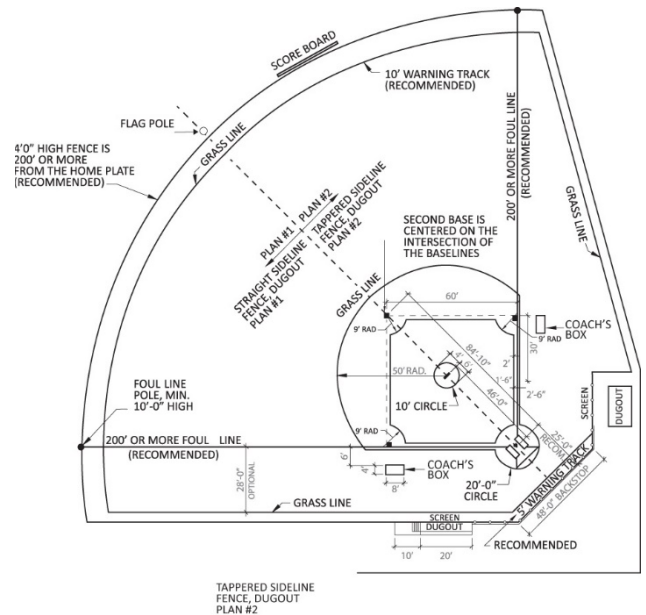 SCORE BOARD
10' WARNING TRACK
(RECOMMENDED)
FLAG POLE
GRASS LINE
4'0" HIGH FENCE IS
200' OR MORE
FROM THE HOME PLATE
(RECOMMENDED)
200' OR MORE FOUL LINE
(RECOMMENDED)
GRASS LINE
PLAN #1
PLAN #2
STRAIGHT SIDELINE
FENCE, DUGOUT
PLAN #1
TAPPERED SIDELINE
FENCE, DUGOUT
PLAN #2
SECOND BASE IS
CENTERED ON THE
INTERSECTION OF
THE BASELINES
GRASS LINE
60'
9' RAD
COACH'S
BOX
9' RAD
30'
84'-10"
2'
4'
6'
1'-6"
2'-6"
50' RAD.
46'-0"
10' CIRCLE
FOUL LINE
POLE, MIN.
10'-0" HIGH
SCREEN
DUGOUT
9' RAD
25'-0"
200' OR MORE FOUL LINE
(RECOMMENDED)
6'
4'
8'
COACH'S
BOX
20'-0"
CIRCLE
28'-0"
OPTIONAL
5' WARNING TRACK
48'-0" BACKSTOP
GRASS LINE
SCREEN
DUGOUT
RECOMMENDED
10'
20'
TAPPERED SIDELINE
FENCE, DUGOUT
PLAN #2